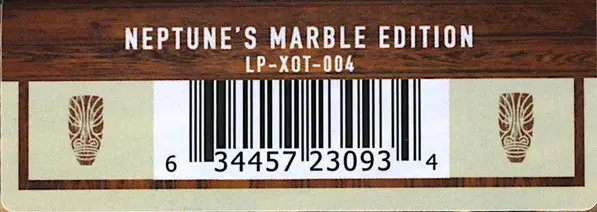 NEPTUNE'S MARBLE EDITION
LP-XOT-004
6 34457 23093 4